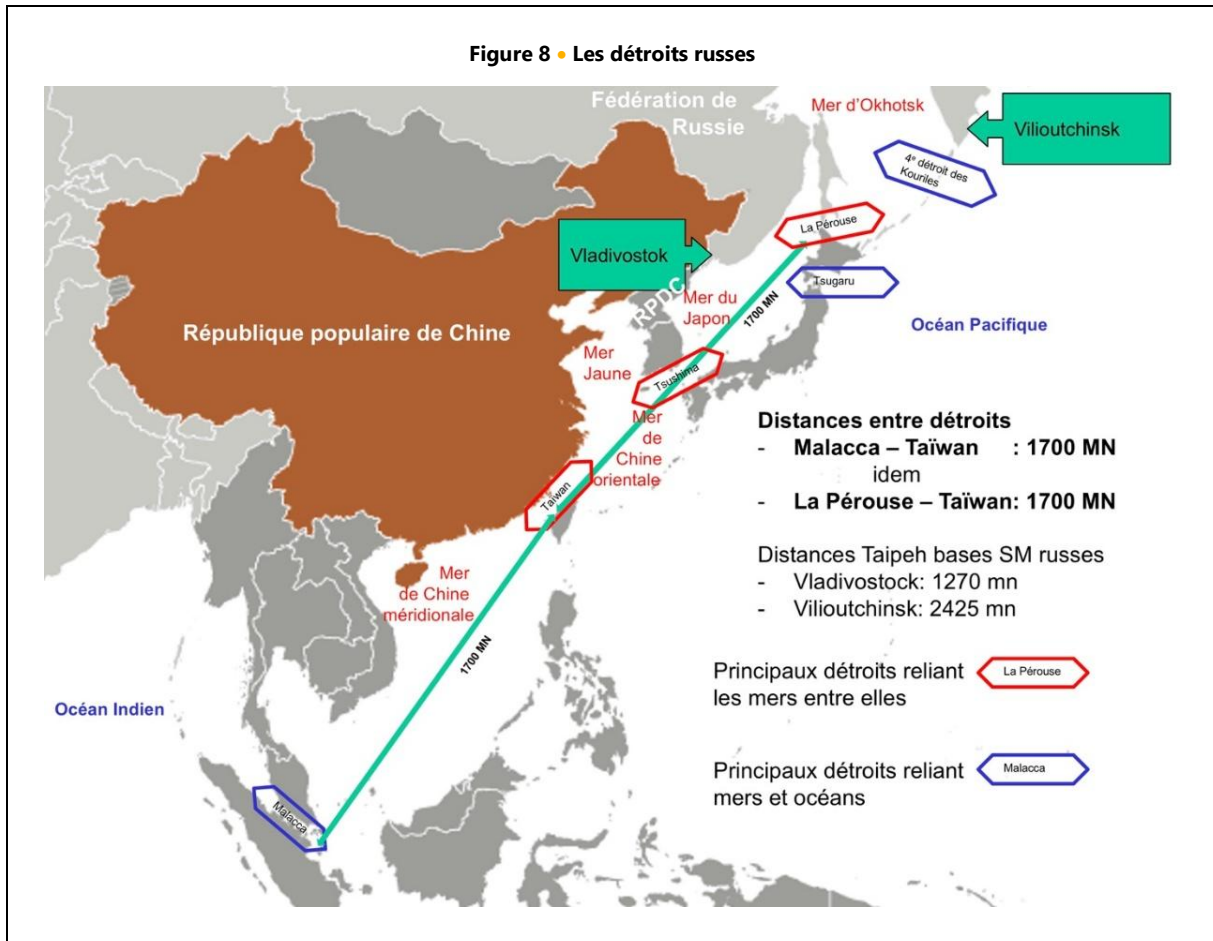 Figure 8 • Les détroits russes
Fédération de
Russie
Mer d'Okhotsk
Vilioutchinsk
4e détroit des
Kouriles
La Pérouse
Vladivostok
Tsugaru
RPDC
Mer du
Japon
1700 MN
Océan Pacifique
République populaire de Chine
Mer
Jaune
Tsushima
Mer
de
Chine
orientale
Taïwan
Distances entre détroits
- Malacca – Taïwan : 1700 MN
idem
- La Pérouse – Taïwan: 1700 MN
Distances Taipeh bases SM russes
- Vladivostock: 1270 mn
- Vilioutchinsk: 2425 mn
Mer
de Chine
méridionale
1700 MN
Océan Indien
Malacca
Principaux détroits reliant
les mers entre elles
La Pérouse
Principaux détroits reliant
mers et océans
Malacca